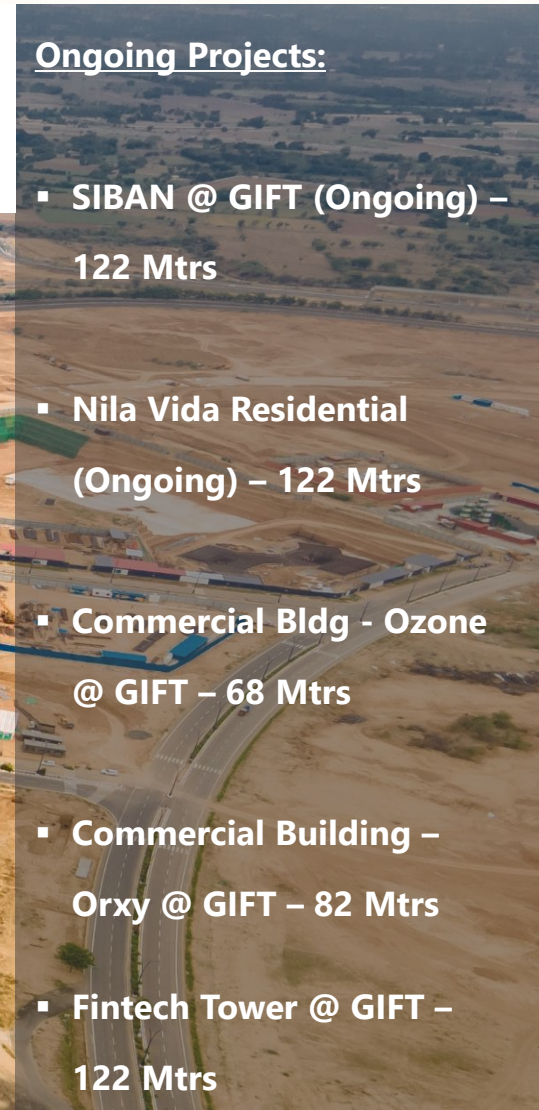 Ongoing Projects:
▪ SIBAN @ GIFT (Ongoing) –
122 Mtrs
▪ Nila Vida Residential
(Ongoing) – 122 Mtrs
▪ Commercial Bldg - Ozone
@ GIFT – 68 Mtrs
▪ Commercial Building –
Orxy @ GIFT – 82 Mtrs
▪ Fintech Tower @ GIFT –
122 Mtrs